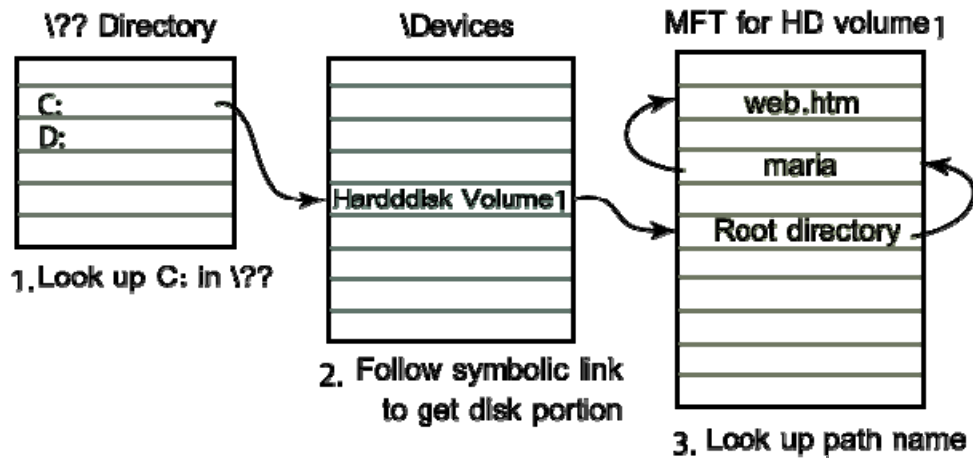 \?? Directory
C:
D:
1. Look up C: in \??
\Devices
Hardddisk Volume1
2. Follow symbolic link
to get disk portion
MFT for HD volume1
web.htm
maria
Root directory
3. Look up path name